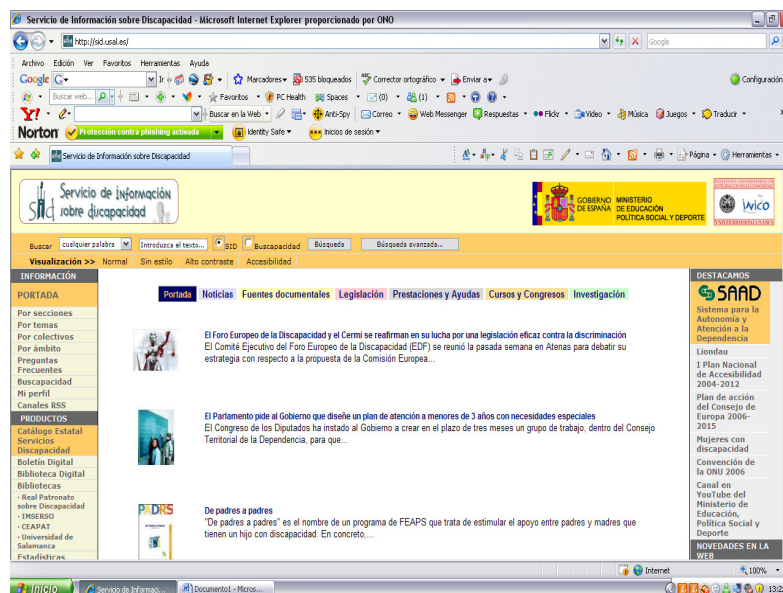 Servicio de Información sobre Discapacidad - Microsoft Internet Explorer proporcionado por ONO
http://sid.usal.es/
Google
Archivo Edición Ver Favoritos Herramientas Ayuda
Google G Ir Marcadores 535 bloqueados Corrector ortográfico Enviar a Configuración
Buscar web... Favoritos PC Health Spaces (0) (1)
Y! Buscar en la Web Anti-Spy Correo Web Messenger Respuestas Flickr Video Música Juegos Traducir
Norton Protección contra phishing activada Identity Safe Inicios de sesión
Servicio de Información sobre Discapacidad Página Herramientas
Sid Servicio de información sobre discapacidad
GOBIERNO DE ESPAÑA
MINISTERIO DE EDUCACIÓN POLÍTICA SOCIAL Y DEPORTE
inico
Buscar cualquier palabra Introduzca el texto... SID Buscapacidad Búsqueda Búsqueda avanzada...
Visualización >> Normal Sin estilo Alto contraste Accesibilidad
INFORMACIÓN
PORTADA
Por secciones
Por temas
Por colectivos
Por ámbito
Preguntas
Frecuentes
Buscapacidad
Mi perfil
Canales RSS
PRODUCTOS
Catálogo Estatal
Servicios
Discapacidad
Boletín Digital
Biblioteca Digital
Bibliotecas
· Real Patronato
sobre Discapacidad
· IMSERSO
· CEAPAT
· Universidad de
Salamanca
Estadísticas
Portada Noticias Fuentes documentales Legislación Prestaciones y Ayudas Cursos y Congresos Investigación
El Foro Europeo de la Discapacidad y el Cermi se reafirman en su lucha por una legislación eficaz contra la discriminación
El Comité Ejecutivo del Foro Europeo de la Discapacidad (EDF) se reunió la pasada semana en Atenas para debatir su
estrategia con respecto a la propuesta de la Comisión Europea...
El Parlamento pide al Gobierno que diseñe un plan de atención a menores de 3 años con necesidades especiales
El Congreso de los Diputados ha instado al Gobierno a crear en el plazo de tres meses un grupo de trabajo, dentro del Consejo
Territorial de la Dependencia, para que...
PADRS
De padres a padres
"De padres a padres" es el nombre de un programa de FEAPS que trata de estimular el apoyo entre padres y madres que
tienen un hijo con discapacidad. En concreto,...
DESTACAMOS
SAAD
Sistema para la
Autonomía y
Atención a la
Dependencia
Liondau
I Plan Nacional
de Accesibilidad
2004-2012
Plan de acción
del Consejo de
Europa 2006-
2015
Mujeres con
discapacidad
Convención de
la ONU 2006
Canal en
YouTube del
Ministerio de
Educación,
Política Social y
Deporte
NOVEDADES EN LA
WEB
Internet 100%
Inicio Servicio de Informaci... Documento1 - Micros...